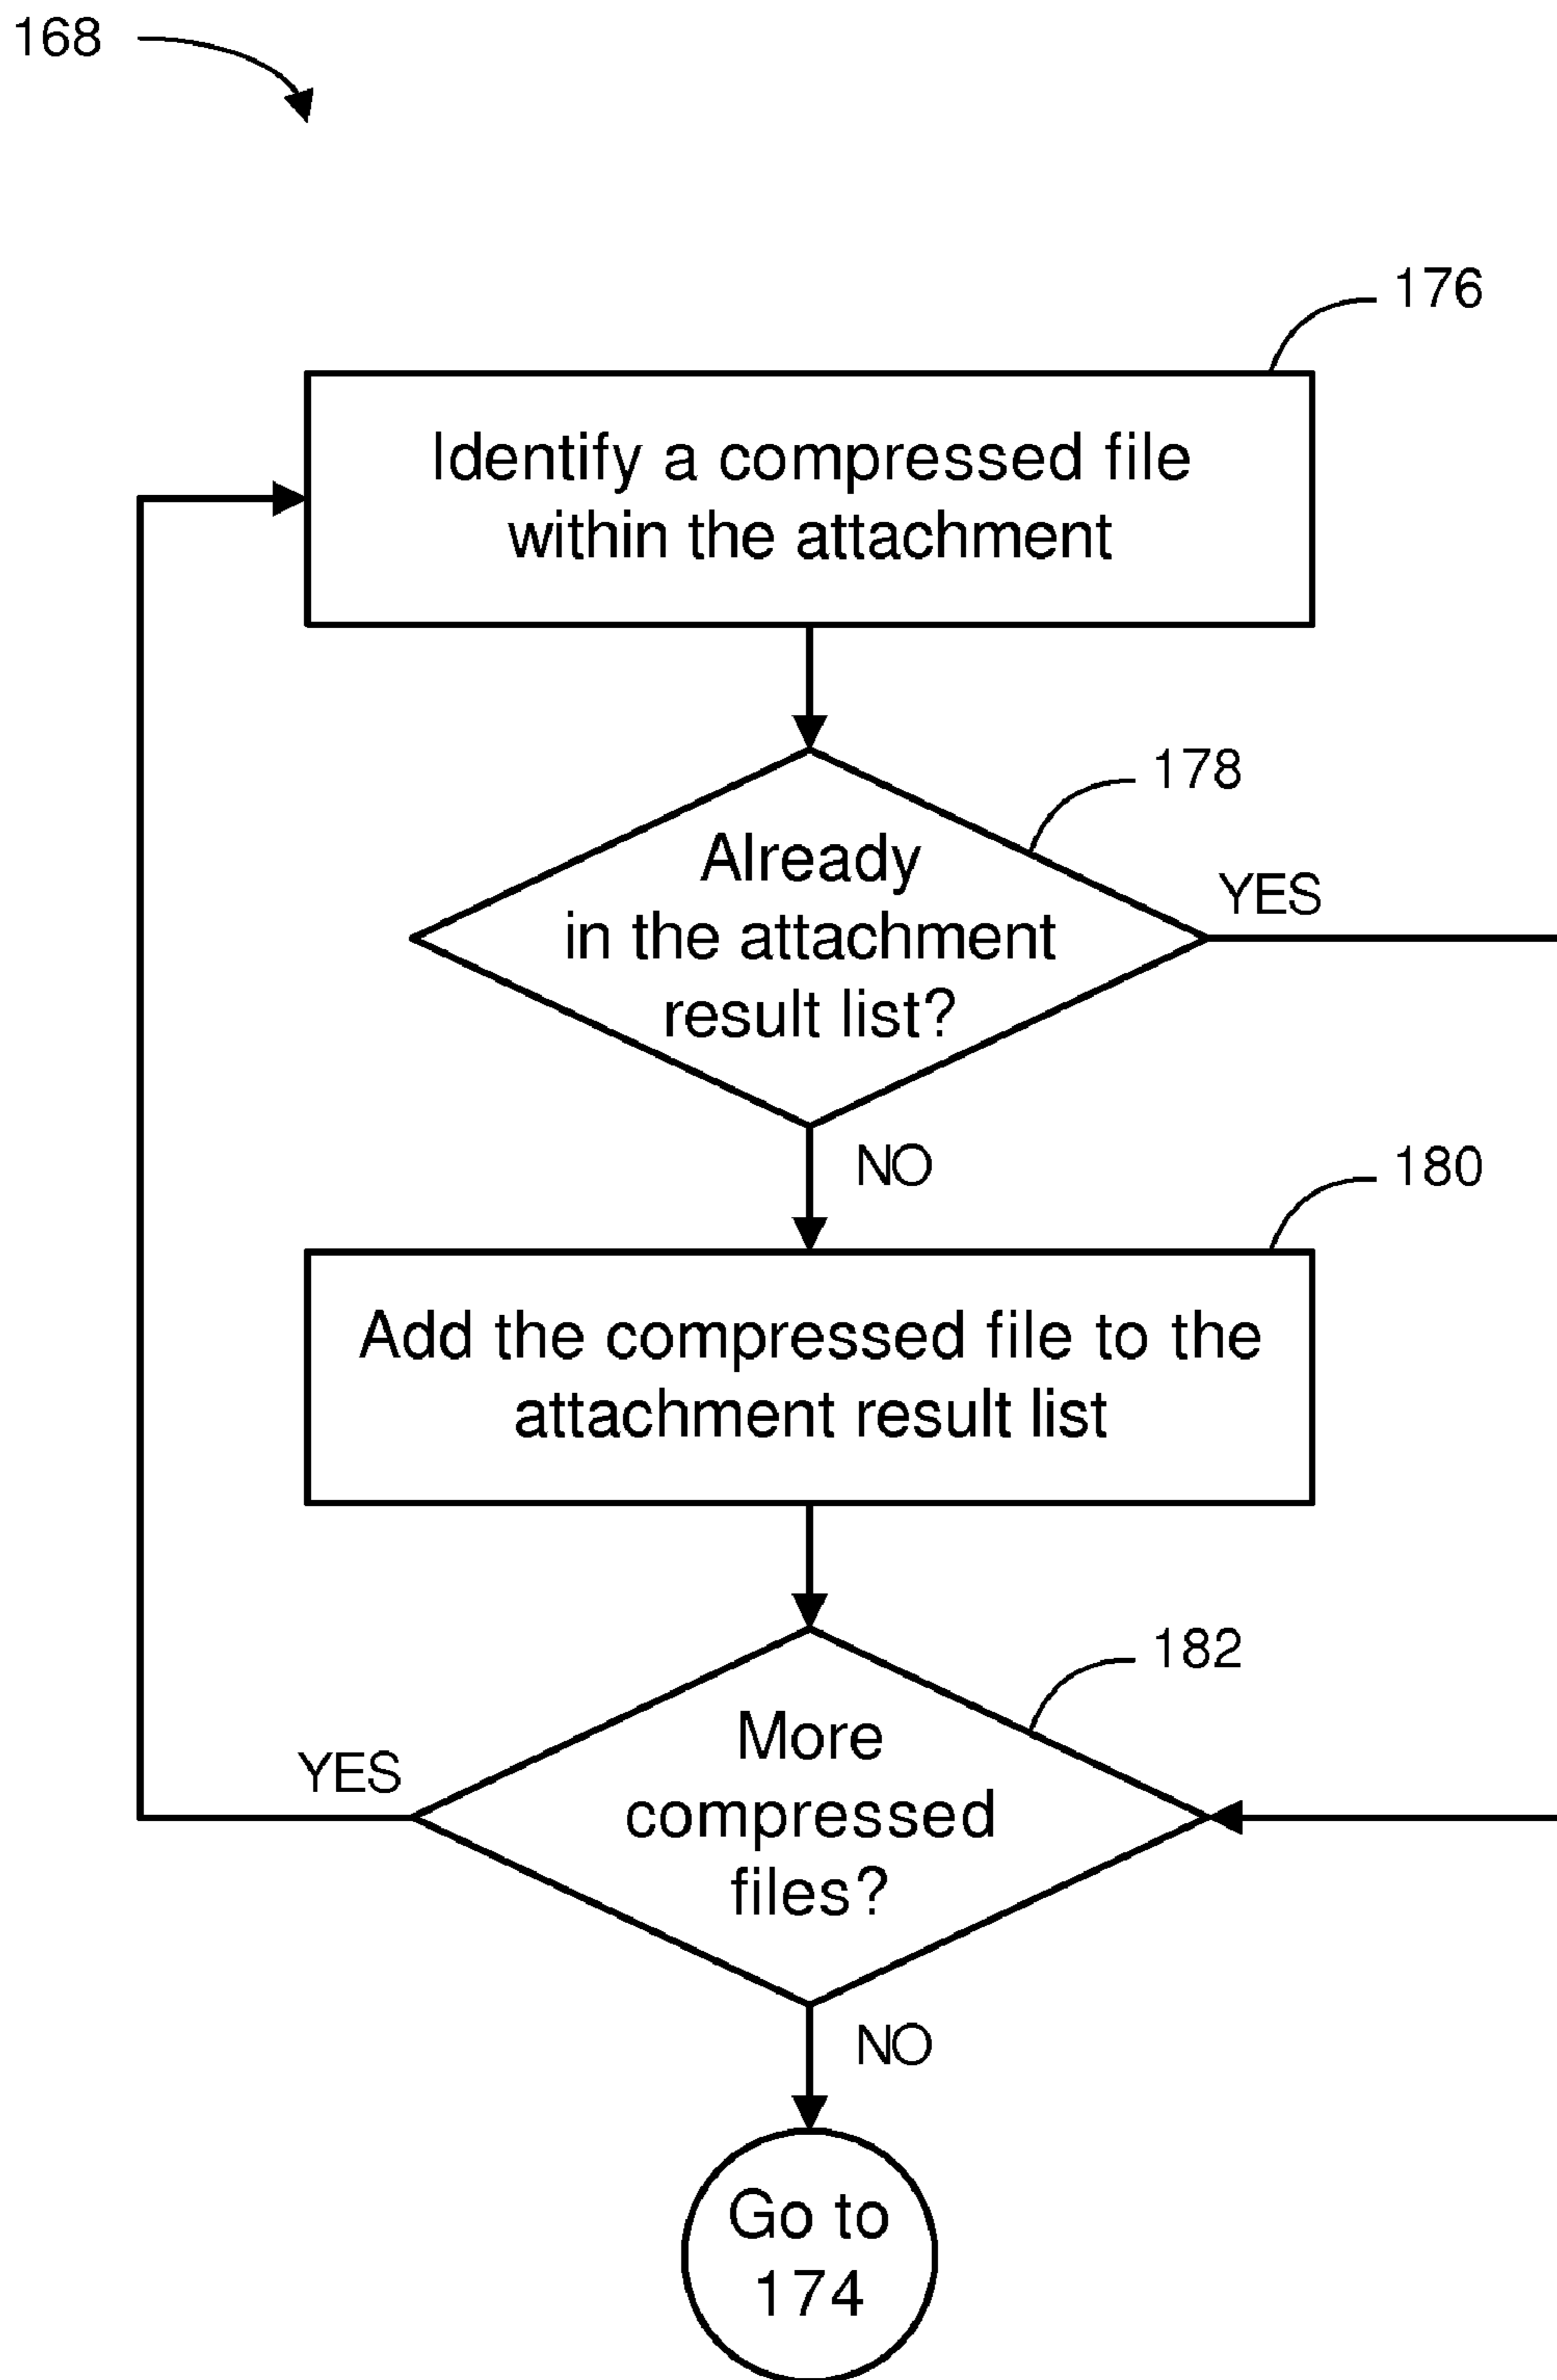 168
176
Identify a compressed file
within the attachment
178
Already
in the attachment
result list?
YES
NO
180
Add the compressed file to the
attachment result list
182
More
compressed
files?
YES
NO
Go to
174